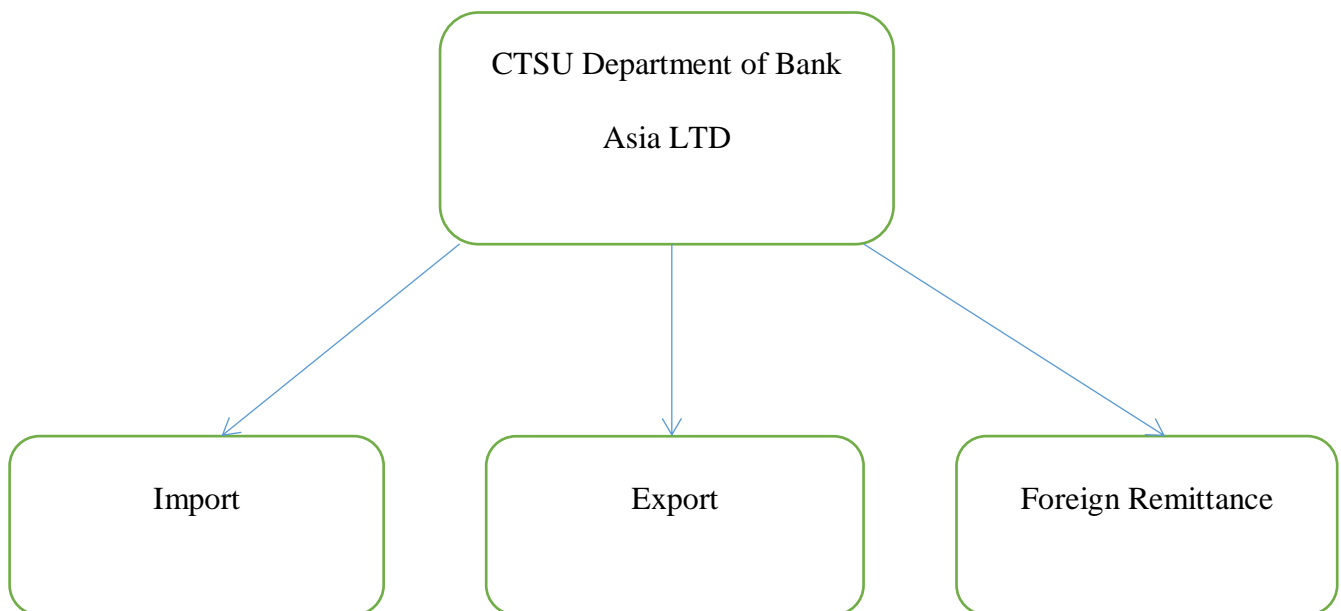 CTSU Department of Bank
Asia LTD
Import
Export
Foreign Remittance